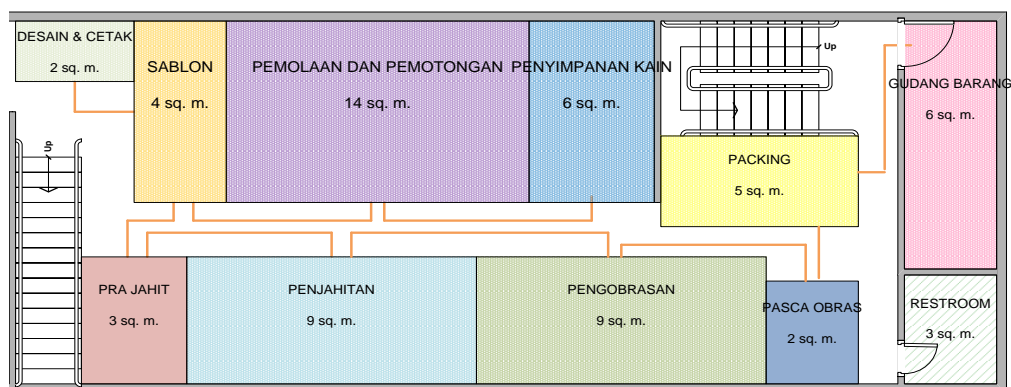 DESAIN & CETAK
2 sq. m.
SABLON
4 sq. m.
PEMOLAAN DAN PEMOTONGAN
14 sq. m.
PENYIMPANAN KAIN
6 sq. m.
Up
GUDANG BARANG
6 sq. m.
PACKING
5 sq. m.
Up
PRA JAHIT
3 sq. m.
PENJAHITAN
9 sq. m.
PENGOBRASAN
9 sq. m.
PASCA OBRAS
2 sq. m.
RESTROOM
3 sq. m.